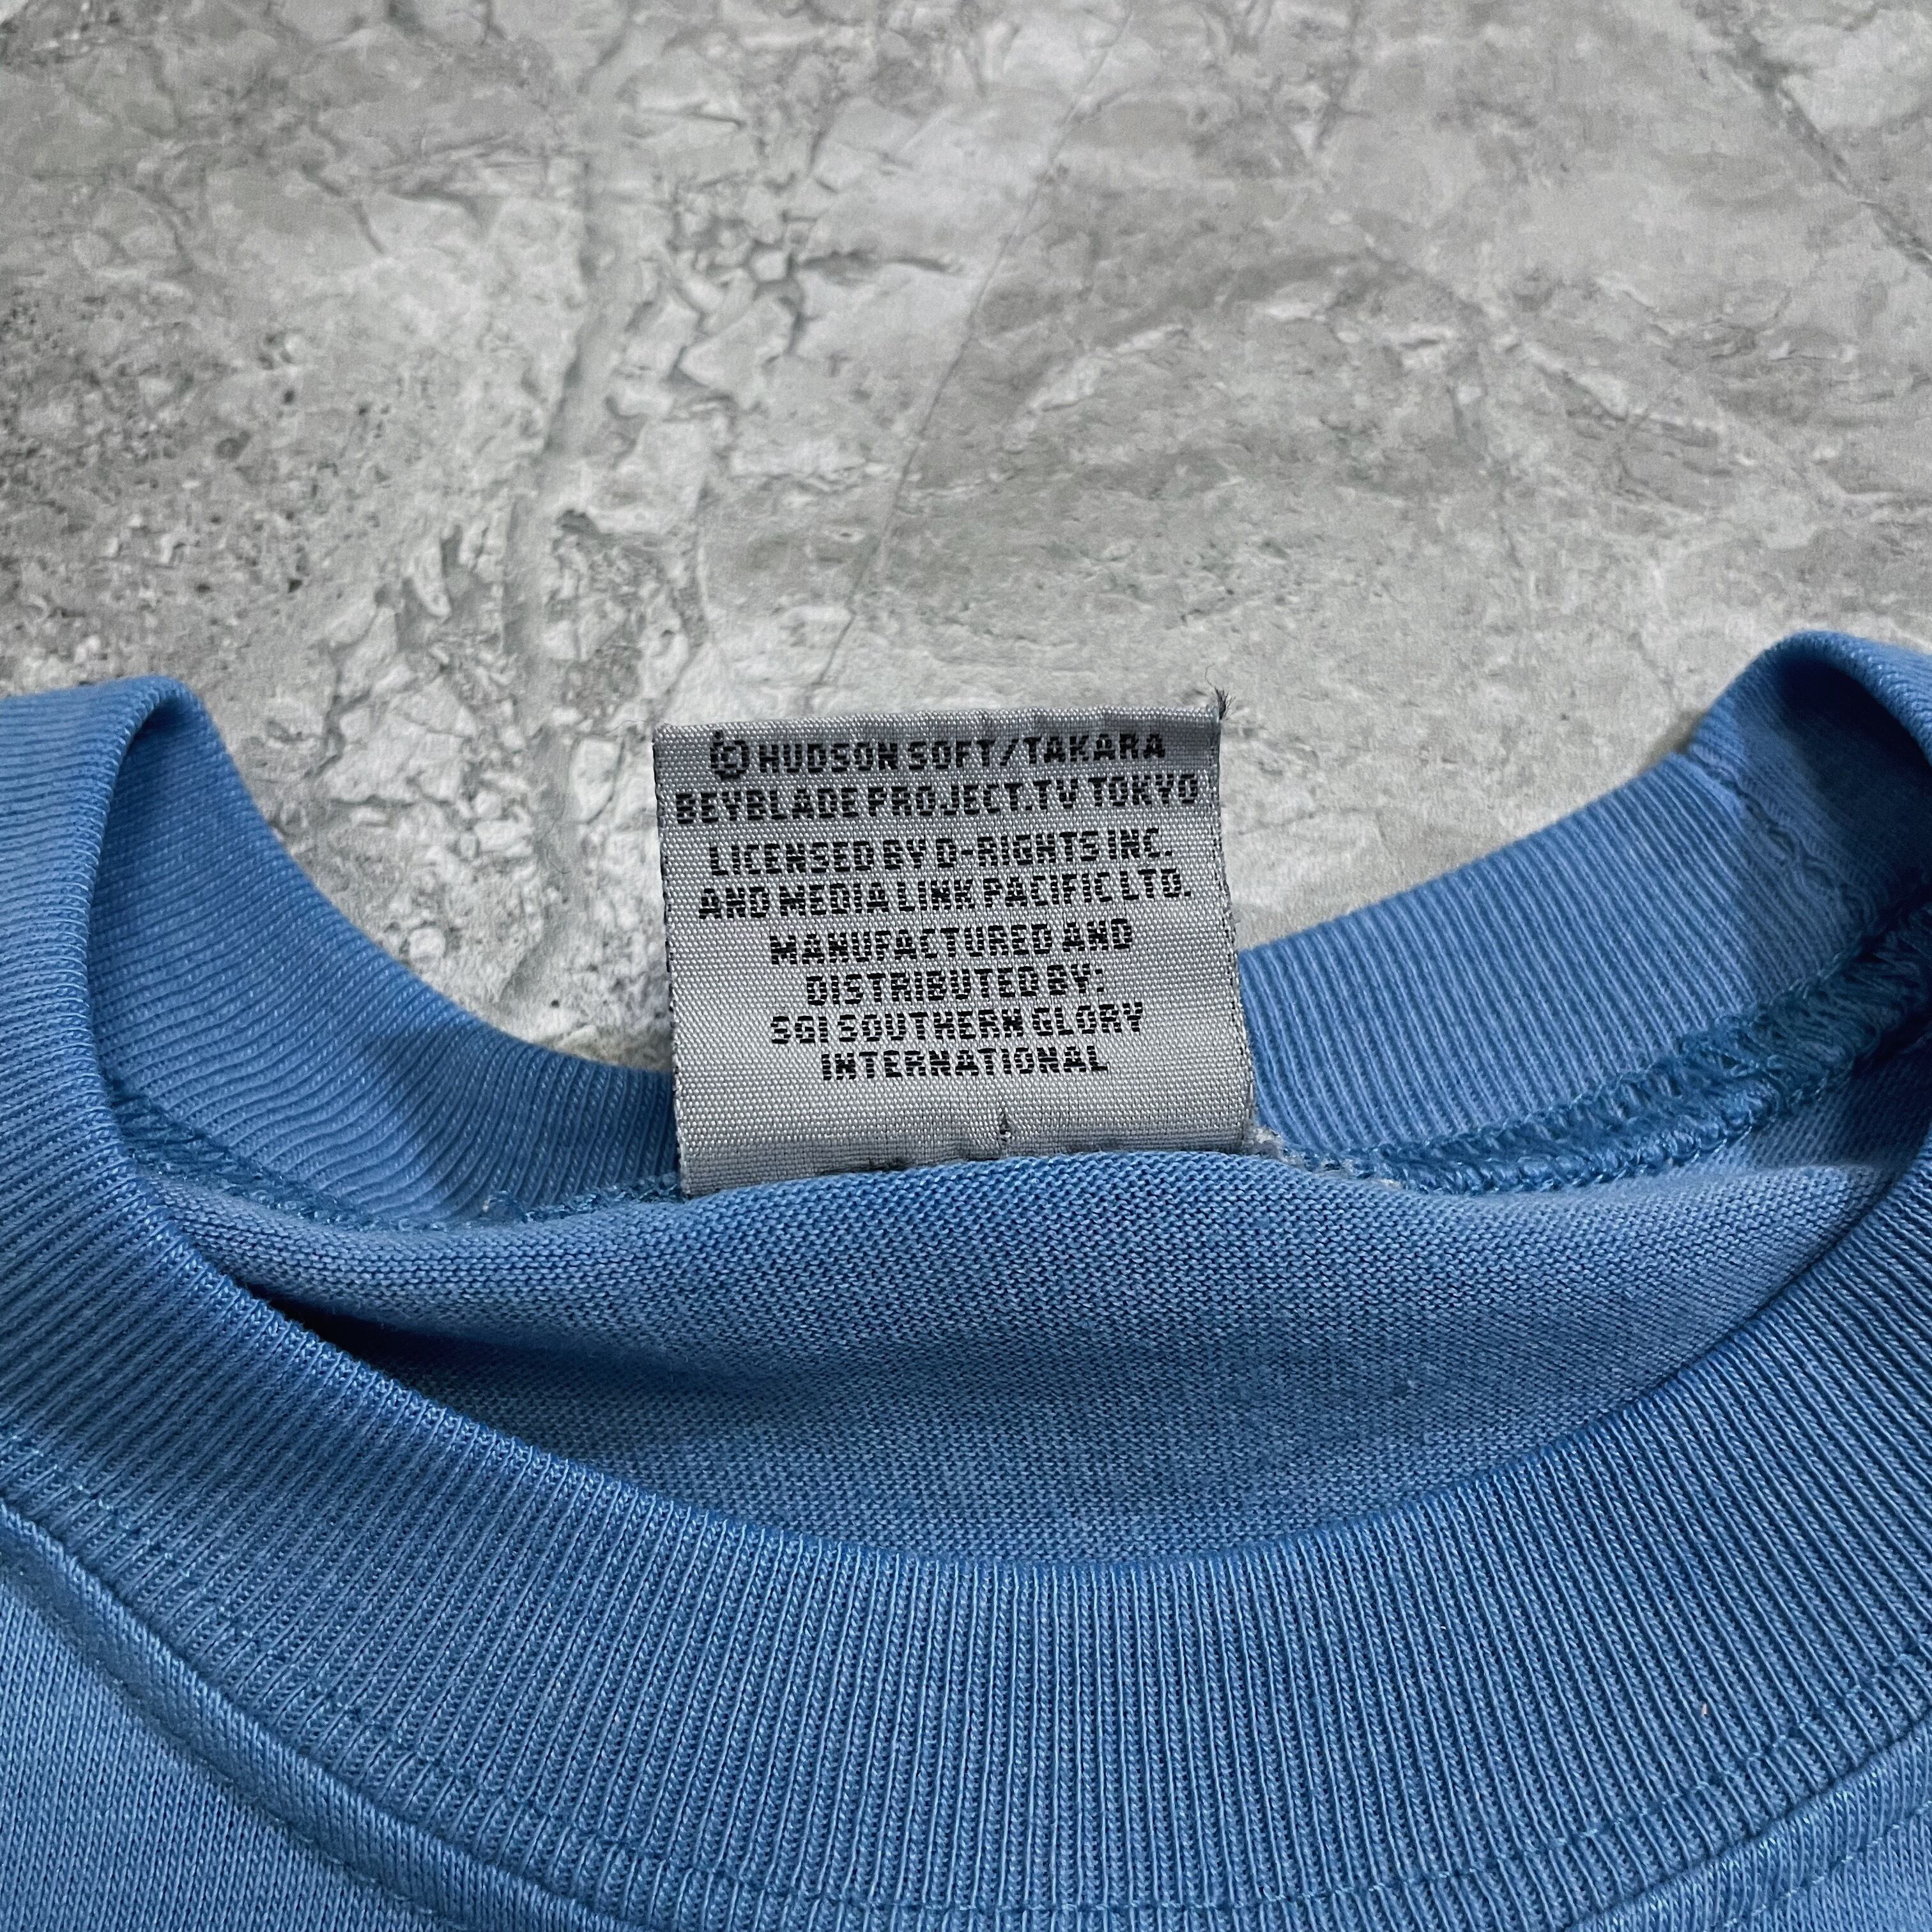 © HUDSON SOFT/TAKARA
BEYBLADE PROJECT.TV TOKYO
LICENSED BY D-RIGHTS INC.
AND MEDIA LINK PACIFIC LTD.
MANUFACTURED AND
DISTRIBUTED BY:
SGI SOUTHERN GLORY
INTERNATIONAL